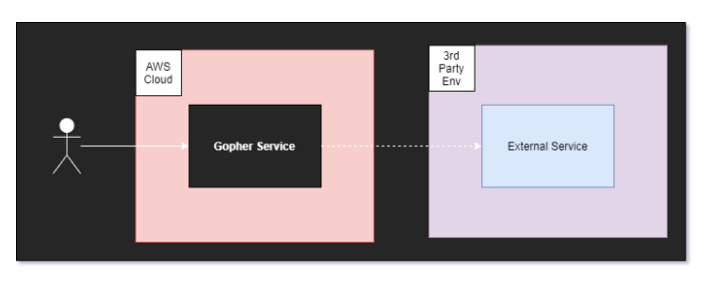 AWS
Cloud
Gopher Service
3rd
Party
Env
External Service